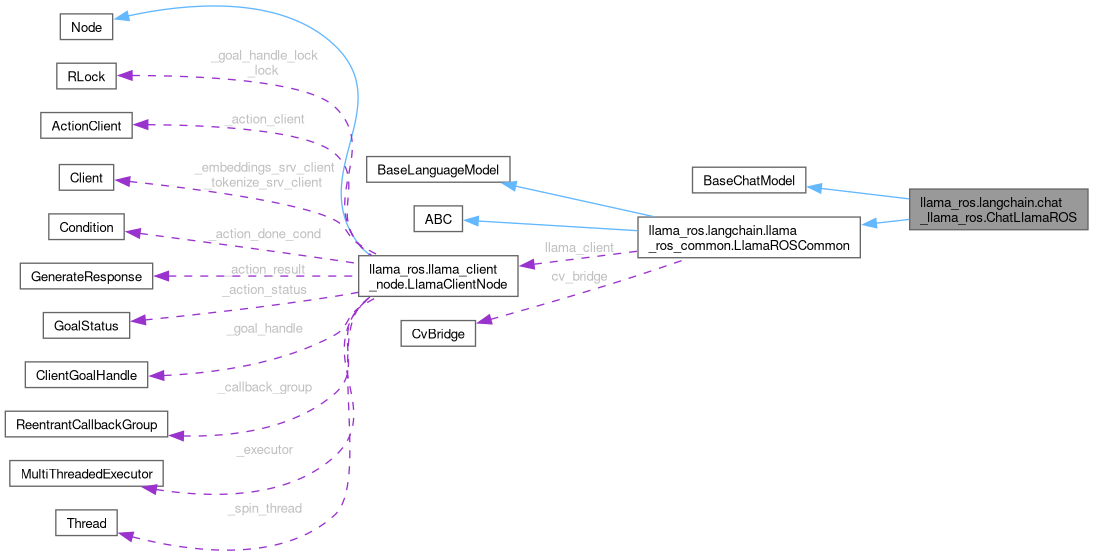 Node
RLock
ActionClient
Client
Condition
GenerateResponse
GoalStatus
ClientGoalHandle
ReentrantCallbackGroup
MultiThreadedExecutor
Thread
_goal_handle_lock
_lock
_action_client
_embeddings_srv_client
_tokenize_srv_client
_action_done_cond
_action_result
_action_status
_goal_handle
_callback_group
_executor
_spin_thread
llama_ros.llama_client
_node.LlamaClientNode
BaseLanguageModel
ABC
CvBridge
llama_client
cv_bridge
llama_ros.langchain.llama
_ros_common.LlamaROSCommon
BaseChatModel
llama_ros.langchain.chat
_llama_ros.ChatLlamaROS